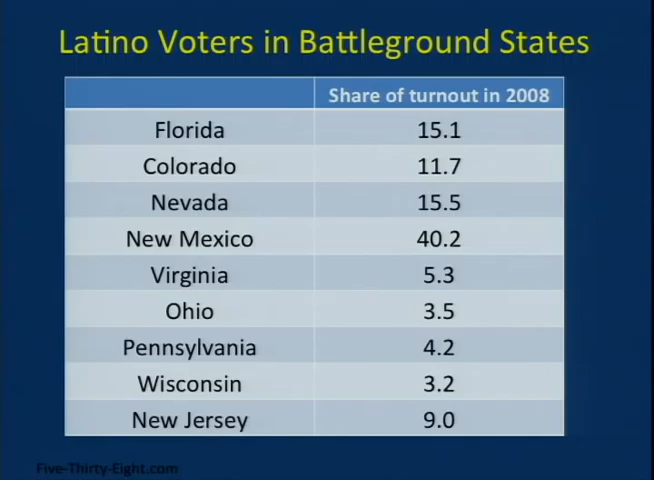 Latino Voters in Battleground States
Share of turnout in 2008
Florida 15.1
Colorado 11.7
Nevada 15.5
New Mexico 40.2
Virginia 5.3
Ohio 3.5
Pennsylvania 4.2
Wisconsin 3.2
New Jersey 9.0
Five-Thirty-Eight.com